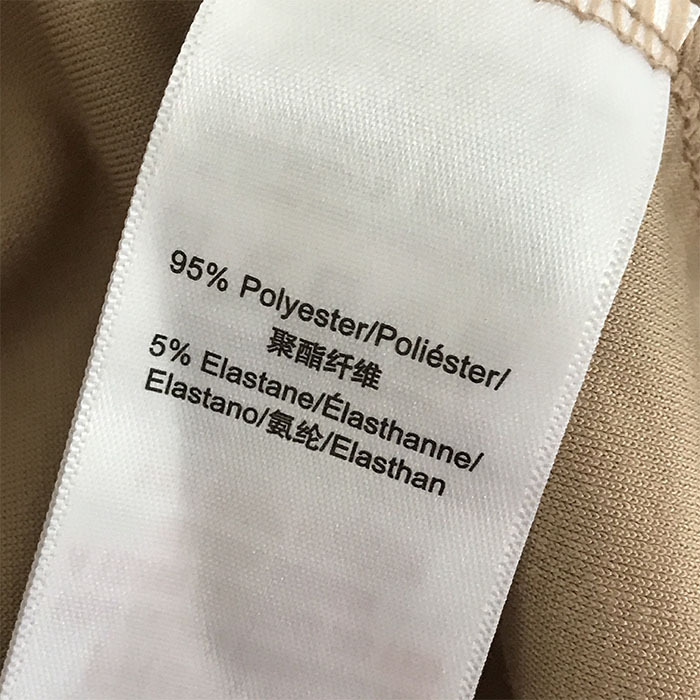 95% Polyester/Poliéster/
聚酯纤维
5% Elastane/Élasthanne/
Elastano/氨纶/Elasthan